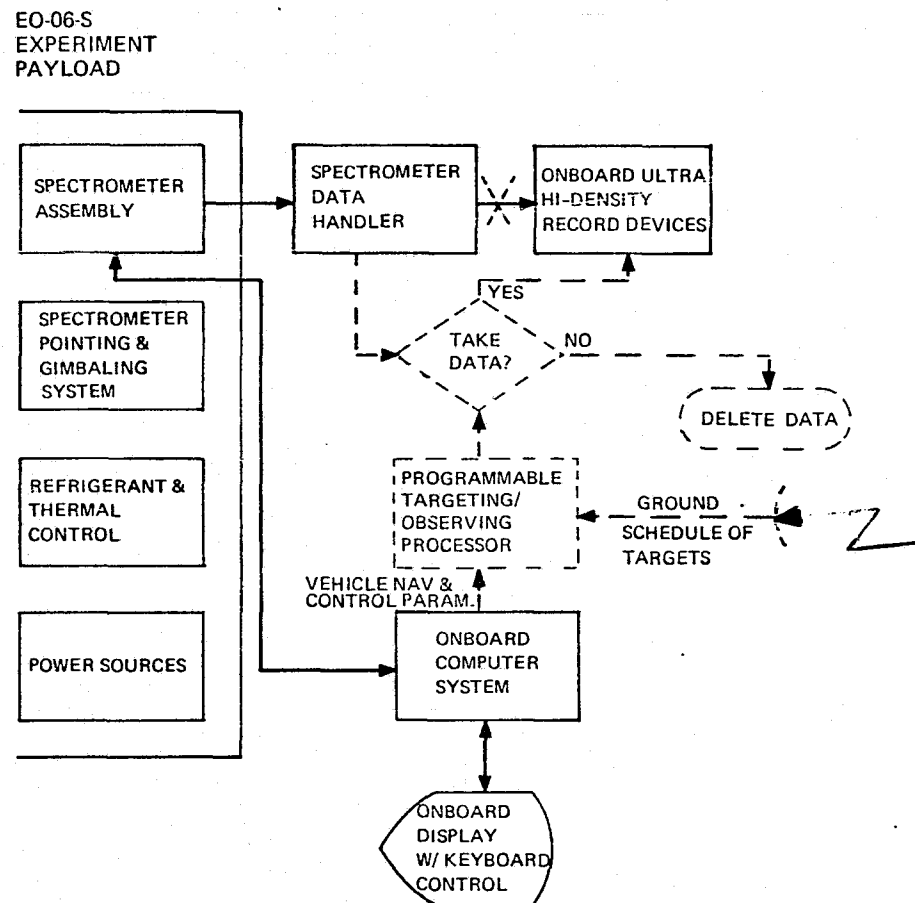 EO-06-S
EXPERIMENT
PAYLOAD
SPECTROMETER
ASSEMBLY
SPECTROMETER
DATA
HANDLER
ONBOARD ULTRA
HI-DENSITY
RECORD DEVICES
YES
TAKE
DATA?
NO
DELETE DATA
SPECTROMETER
POINTING &
GIMBALING
SYSTEM
REFRIGERANT &
THERMAL
CONTROL
PROGRAMMABLE
TARGETING/
OBSERVING
PROCESSOR
GROUND
SCHEDULE OF
TARGETS
VEHICLE NAV &
CONTROL PARAM.
POWER SOURCES
ONBOARD
COMPUTER
SYSTEM
ONBOARD
DISPLAY
W/ KEYBOARD
CONTROL